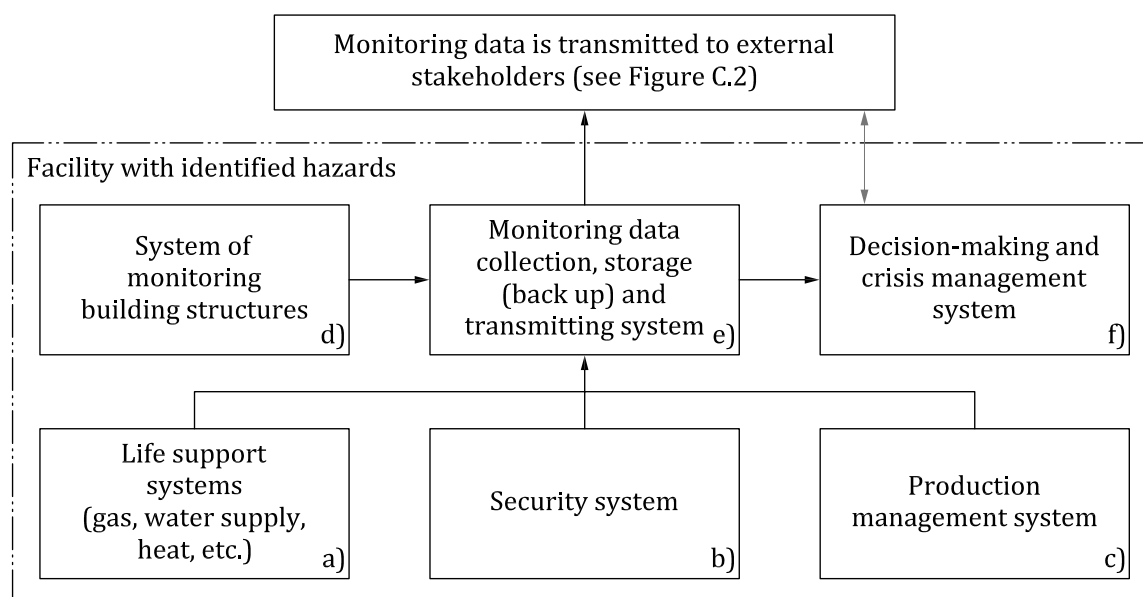 Monitoring data is transmitted to external
stakeholders (see Figure C.2)
Facility with identified hazards
System of
monitoring
building structures
d)
Monitoring data
collection, storage
(back up) and
transmitting system
e)
Decision-making and
crisis management
system
f)
Life support
systems
(gas, water supply,
heat, etc.)
a)
Security system
b)
Production
management system
c)